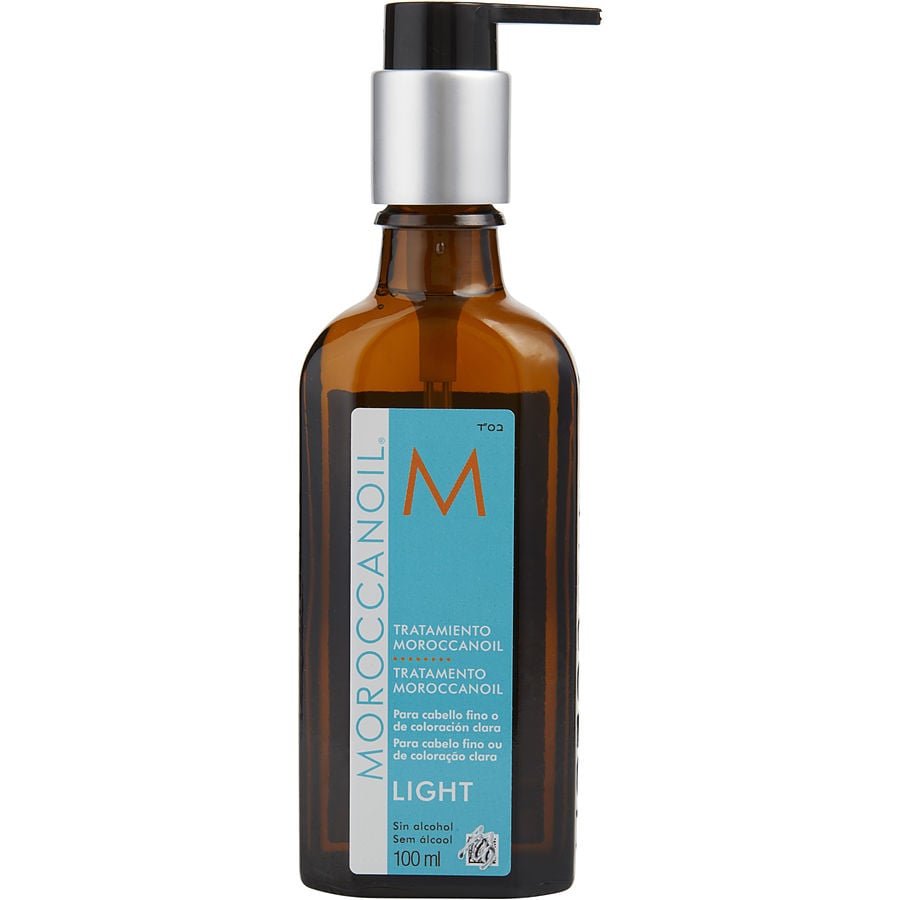 בס"ד
M
MOROCCANOIL®
TRATAMIENTO
MOROCCANOIL
TRATAMENTO
MOROCCANOIL
Para cabello fino o
de coloración clara
Para cabelo fino ou
de coloração clara
LIGHT
Sin alcohol
Sem álcool
100 ml